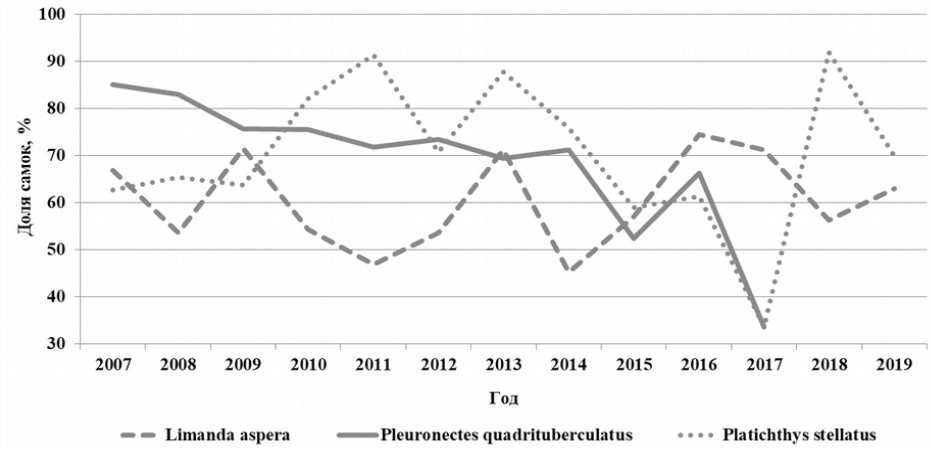 100
90
80
70
60
50
40
30
Доля самок, %
2007 2008 2009 2010 2011 2012 2013 2014 2015 2016 2017 2018 2019
Год
Limanda aspera Pleuronectes quadrituberculatus Platichthys stellatus